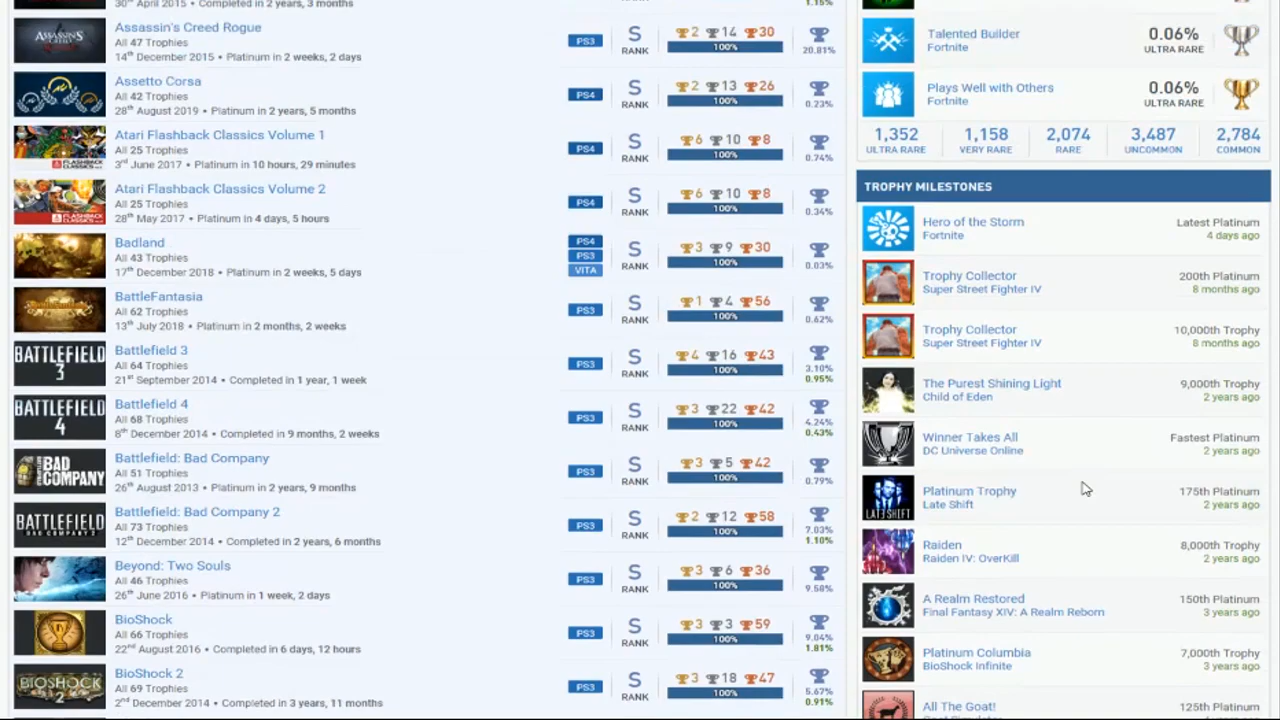 30th April 2015 • Completed in 2 years, 3 months
1.15%
Assassin's Creed Rogue
All 47 Trophies
14th December 2015 • Platinum in 2 weeks, 2 days
PS3
S
RANK
2 14 30
100%
20.81%
Assetto Corsa
All 42 Trophies
28th August 2019 • Platinum in 2 years, 5 months
PS4
S
RANK
2 13 26
100%
0.23%
Atari Flashback Classics Volume 1
All 25 Trophies
3rd June 2017 • Platinum in 10 hours, 29 minutes
PS4
S
RANK
6 10 8
100%
0.74%
Atari Flashback Classics Volume 2
All 25 Trophies
28th May 2017 • Platinum in 4 days, 5 hours
PS4
S
RANK
6 10 8
100%
0.34%
Badland
All 43 Trophies
17th December 2018 • Platinum in 2 weeks, 5 days
PS4
PS3
VITA
S
RANK
3 9 30
100%
0.03%
BattleFantasia
All 62 Trophies
13th July 2018 • Platinum in 2 months, 2 weeks
PS3
S
RANK
1 4 56
100%
0.62%
BATTLEFIELD
3
Battlefield 3
All 64 Trophies
21st September 2014 • Completed in 1 year, 1 week
PS3
S
RANK
4 16 43
100%
3.10%
0.95%
BATTLEFIELD
4
Battlefield 4
All 68 Trophies
6th December 2014 • Completed in 9 months, 2 weeks
PS3
S
RANK
3 22 42
100%
4.24%
0.43%
BAD
COMPANY
Battlefield: Bad Company
All 51 Trophies
26th August 2013 • Platinum in 2 years, 9 months
PS3
S
RANK
3 5 42
100%
0.79%
BATTLEFIELD
BAD COMPANY 2
Battlefield: Bad Company 2
All 73 Trophies
12th December 2014 • Completed in 2 years, 6 months
PS3
S
RANK
2 12 58
100%
7.03%
1.10%
Beyond: Two Souls
All 46 Trophies
8th June 2016 • Platinum in 1 week, 2 days
PS3
S
RANK
3 6 36
100%
9.58%
BioShock
All 66 Trophies
22nd August 2016 • Completed in 6 days, 12 hours
PS3
S
RANK
3 3 59
100%
9.04%
1.81%
BIOSHOCK
2
BioShock 2
All 69 Trophies
2nd December 2014 • Completed in 3 years, 11 months
PS3
S
RANK
3 18 47
100%
5.67%
0.91%
Talented Builder
Fortnite
0.06%
ULTRA RARE
Plays Well with Others
Fortnite
0.06%
ULTRA RARE
1,352 1,158 2,074 3,487 2,784
ULTRA RARE VERY RARE RARE UNCOMMON COMMON
TROPHY MILESTONES
Hero of the Storm
Fortnite
Latest Platinum
4 days ago
Trophy Collector
Super Street Fighter IV
200th Platinum
8 months ago
Trophy Collector
Super Street Fighter IV
10,000th Trophy
8 months ago
The Purest Shining Light
Child of Eden
9,000th Trophy
2 years ago
Winner Takes All
DC Universe Online
Fastest Platinum
2 years ago
LATE SHIFT
Platinum Trophy
Late Shift
175th Platinum
2 years ago
Raiden
Raiden IV: OverKill
8,000th Trophy
2 years ago
A Realm Restored
Final Fantasy XIV: A Realm Reborn
150th Platinum
3 years ago
Platinum Columbia
BioShock Infinite
7,000th Trophy
3 years ago
All The Goat!
125th Platinum